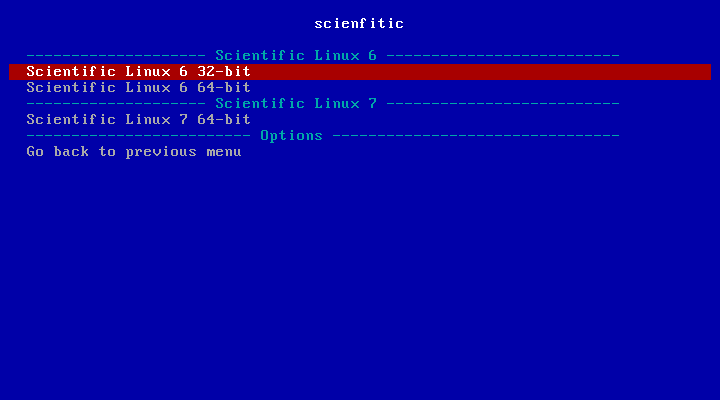 scienfitic
-------------------- Scientific Linux 6 --------------------------
Scientific Linux 6 32-bit
Scientific Linux 6 64-bit
-------------------- Scientific Linux 7 --------------------------
Scientific Linux 7 64-bit
------------------------- Options --------------------------------
Go back to previous menu